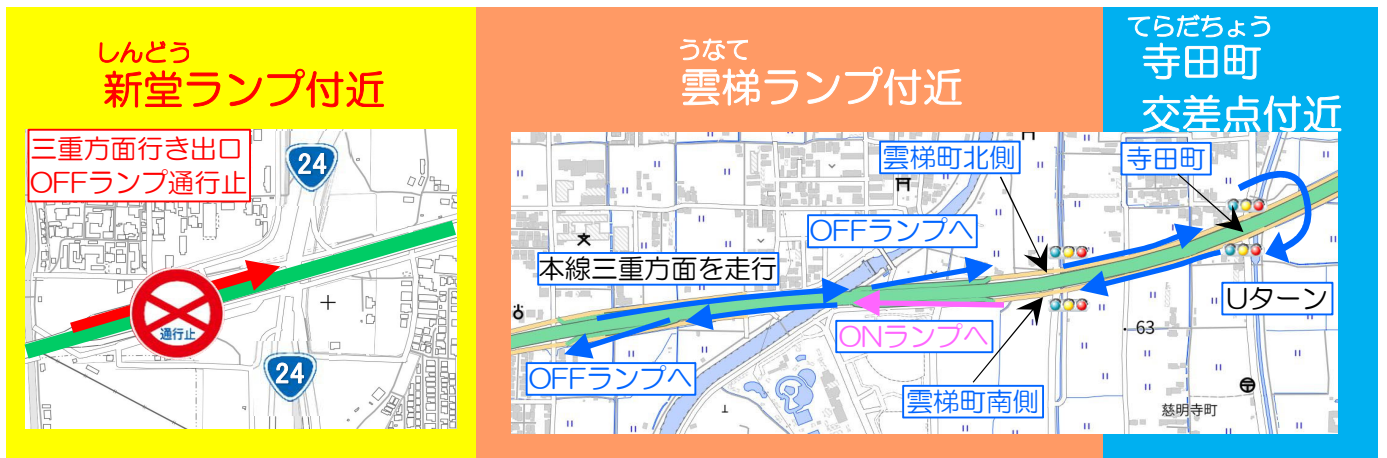 しんどう
新堂ランプ付近
三重方面行き出口
OFFランプ通行止
24
通行止
24
うなて
雲梯ランプ付近
雲梯町北側
OFFランプへ
本線三重方面を走行
ONランプへ
OFFランプへ
雲梯町南側
てらだちょう
寺田町
交差点付近
寺田町
Uターン
63
慈明寺町